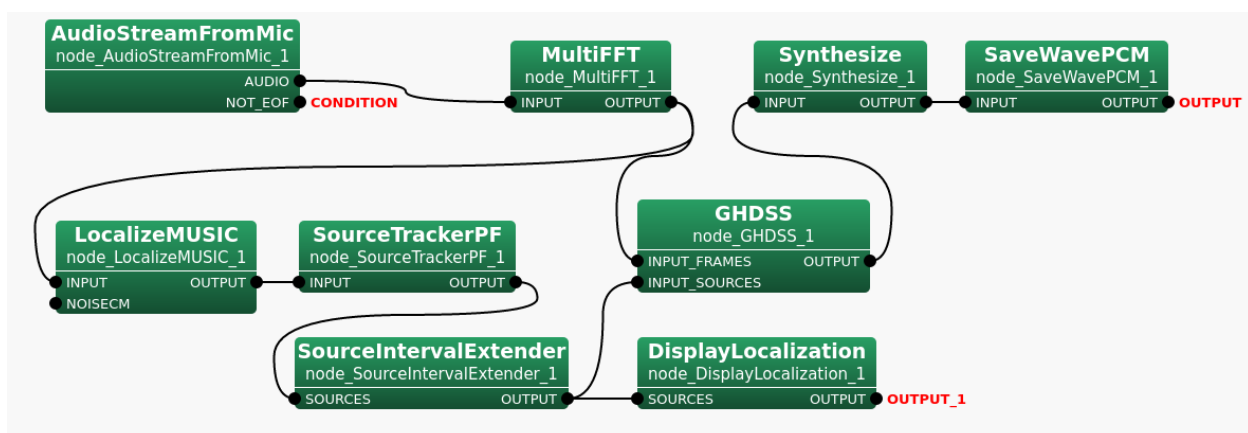 AudioStreamFromMic
node_AudioStreamFromMic_1
AUDIO
NOT_EOF CONDITION
MultiFFT
node_MultiFFT_1
INPUT OUTPUT
Synthesize
node_Synthesize_1
INPUT OUTPUT
SaveWavePCM
node_SaveWavePCM_1
INPUT OUTPUT OUTPUT
LocalizeMUSIC
node_LocalizeMUSIC_1
INPUT OUTPUT
NOISECM
SourceTrackerPF
node_SourceTrackerPF_1
INPUT OUTPUT
GHDSS
node_GHDSS_1
INPUT_FRAMES OUTPUT
INPUT_SOURCES
SourceIntervalExtender
node_SourceIntervalExtender_1
SOURCES OUTPUT
DisplayLocalization
node_DisplayLocalization_1
SOURCES OUTPUT OUTPUT_1